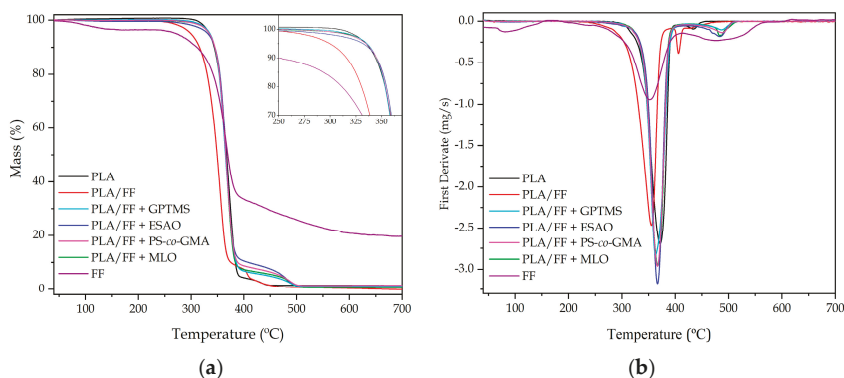 100
80
60
40
20
0
Mass (%)
100
90
80
70
250 275 300 325 350
PLA
PLA/FF
PLA/FF + GPTMS
PLA/FF + ESAO
PLA/FF + PS-co-GMA
PLA/FF + MLO
FF
100 200 300 400 500 600 700
Temperature (ºC)
(a)
0.0
-0.5
-1.0
-1.5
-2.0
-2.5
-3.0
First Derivate (mg/s)
PLA
PLA/FF
PLA/FF + GPTMS
PLA/FF + ESAO
PLA/FF + PS-co-GMA
PLA/FF + MLO
FF
100 200 300 400 500 600 700
Temperature (ºC)
(b)